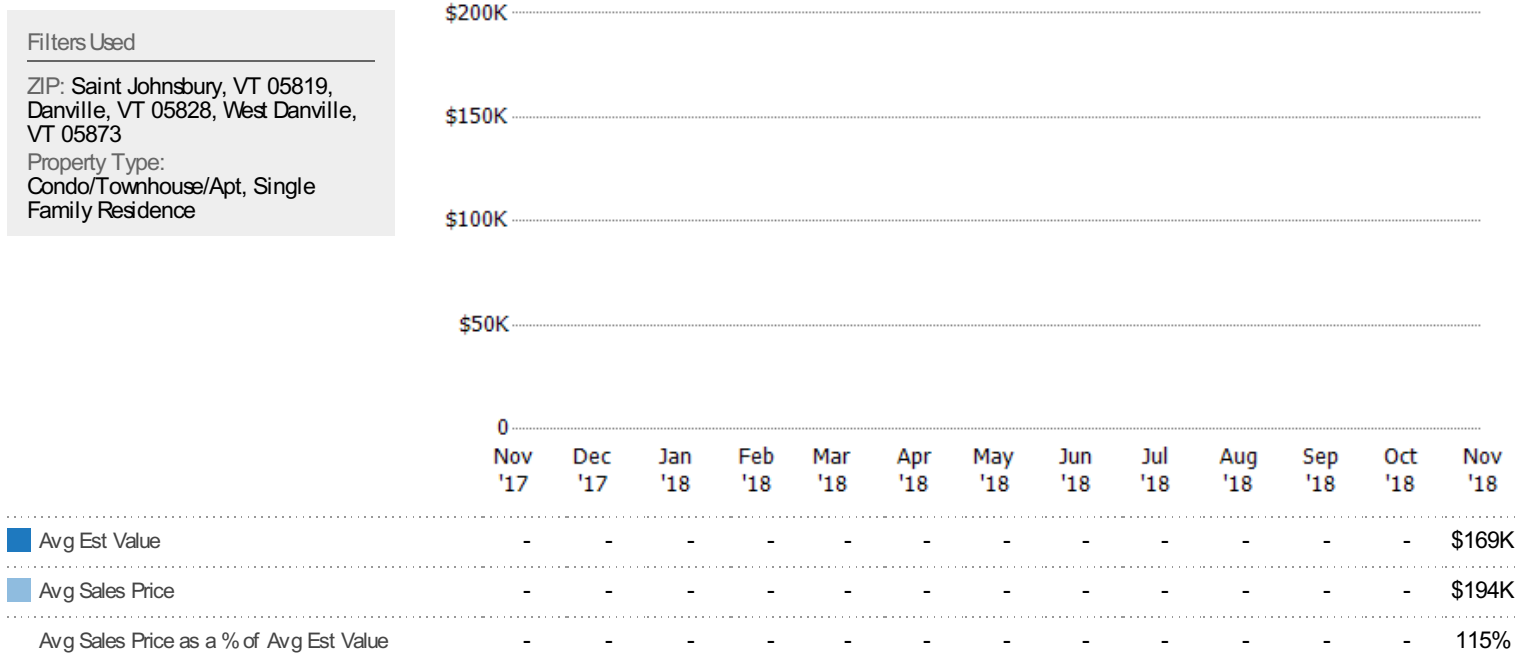 Filters Used
ZIP: Saint Johnsbury, VT 05819,
Danville, VT 05828, West Danville,
VT 05873
Property Type:
Condo/Townhouse/Apt, Single
Family Residence
$200K
$150K
$100K
$50K
0
Nov Dec Jan Feb Mar Apr May Jun Jul Aug Sep Oct Nov
'17 '17 '18 '18 '18 '18 '18 '18 '18 '18 '18 '18 '18
Avg Est Value - - - - - - - - - - - - $169K
Avg Sales Price - - - - - - - - - - - - $194K
Avg Sales Price as a % of Avg Est Value - - - - - - - - - - - - 115%